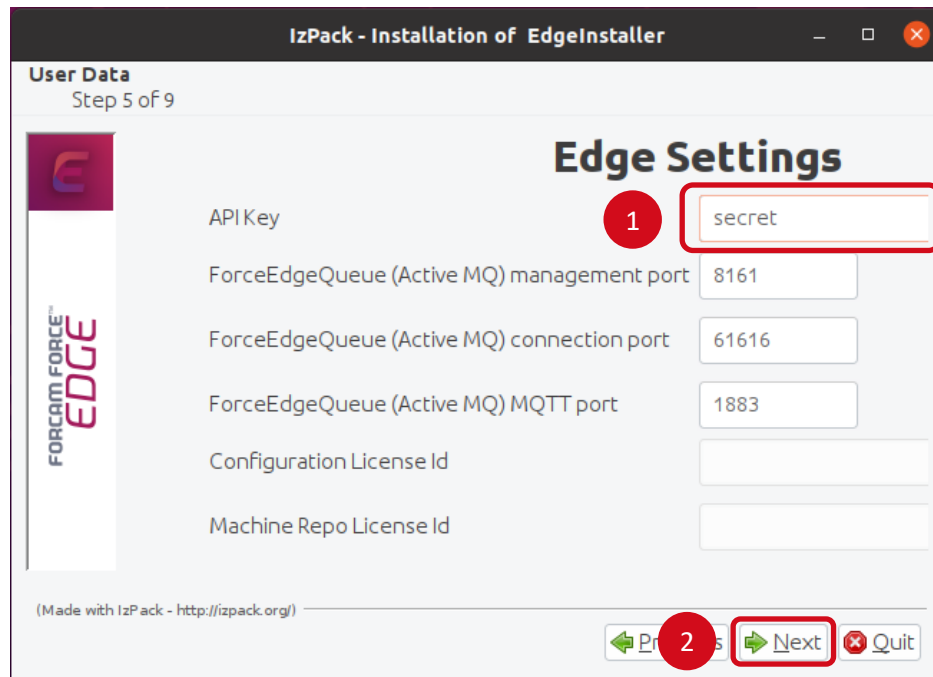 IzPack - Installation of EdgeInstaller
User Data
Step 5 of 9
FORCAM FORCE™
EDGE
Edge Settings
API Key
1
secret
ForceEdgeQueue (Active MQ) management port
8161
ForceEdgeQueue (Active MQ) connection port
61616
ForceEdgeQueue (Active MQ) MQTT port
1883
Configuration License Id
Machine Repo License Id
(Made with IzPack - http://izpack.org/)
2
Next
Quit